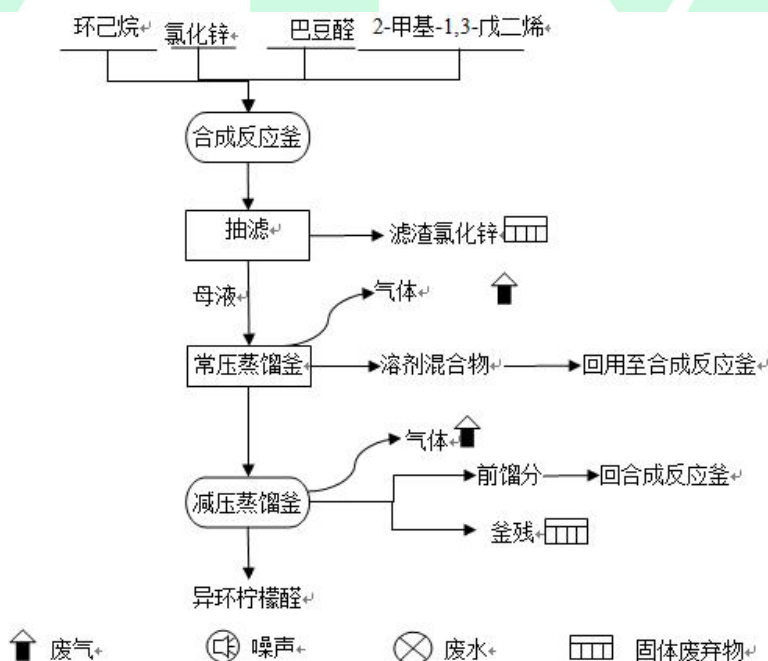 环己烷 氯化锌 巴豆醛 2-甲基-1,3-戊二烯
合成反应釜
抽滤 滤渣氯化锌
母液 气体
常压蒸馏釜 溶剂混合物 回用至合成反应釜
气体
前馏分 回合成反应釜
减压蒸馏釜
釜残
异环柠檬醛
废气 噪声 废水 固体废弃物